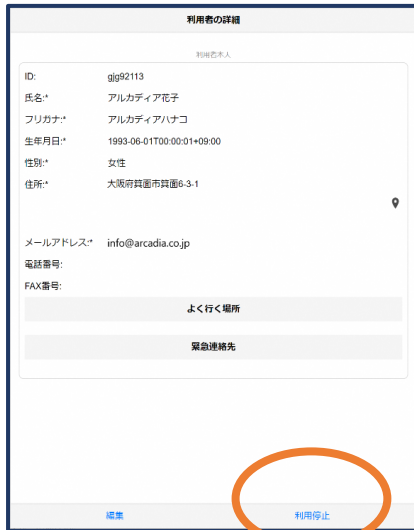 利用者の詳細
利用者本人
ID: gjg92113
氏名:* アルカディア花子
フリガナ:* アルカディアハナコ
生年月日:* 1993-06-01T00:00:01+09:00
性別:* 女性
住所:* 大阪府箕面市箕面6-3-1
メールアドレス:* info@arcadia.co.jp
電話番号:
FAX番号:
よく行く場所
緊急連絡先
編集 利用停止